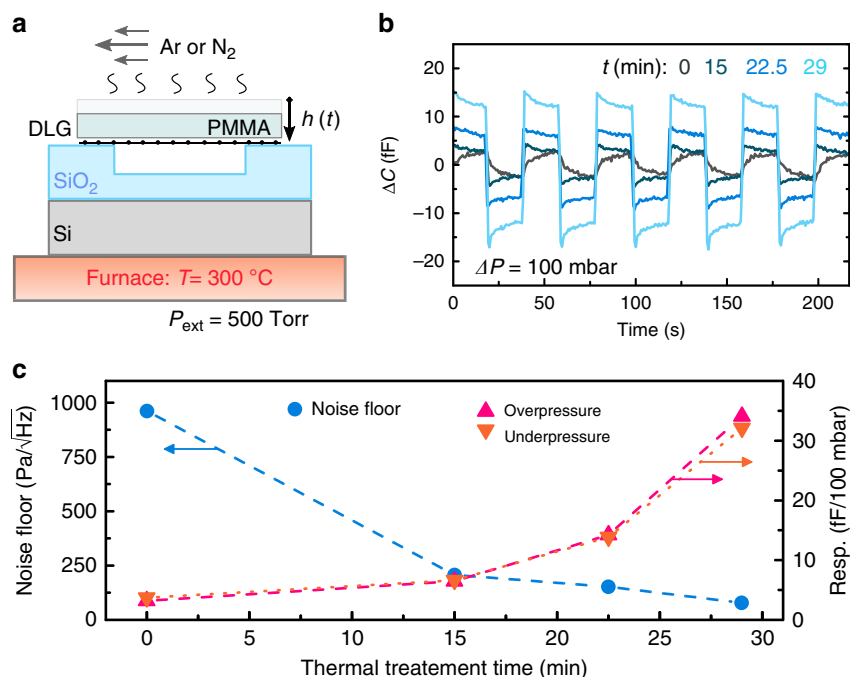 a
Ar or N₂
h (t)
DLG
PMMA
SiO₂
Si
Furnace: T= 300 °C
P_ext = 500 Torr
b
t (min): 0 15 22.5 29
20
10
0
−10
−20
ΔC (fF)
ΔP = 100 mbar
0 50 100 150 200
Time (s)
c
1000
750
500
250
0
Noise floor (Pa/√Hz)
Noise floor
Overpressure
Underpressure
40
30
20
10
0
Resp. (fF/100 mbar)
0 5 10 15 20 25 30
Thermal treatement time (min)